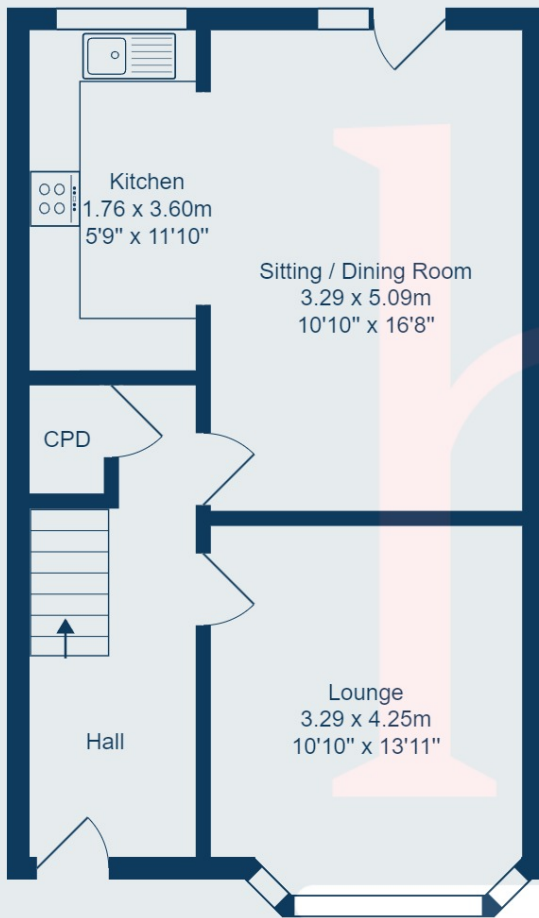 Kitchen
1.76 x 3.60m
5'9" x 11'10"
Sitting / Dining Room
3.29 x 5.09m
10'10" x 16'8"
CPD
Lounge
3.29 x 4.25m
10'10" x 13'11"
Hall